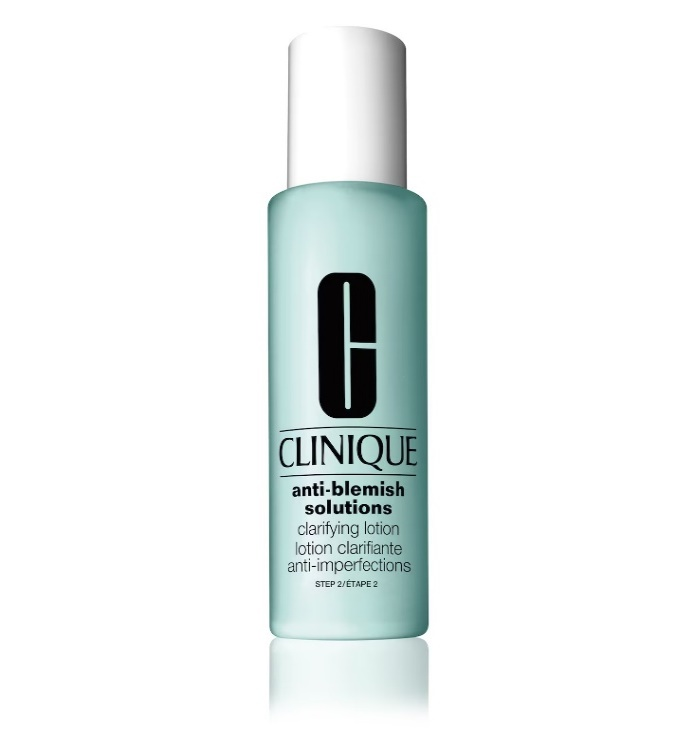 C
CLINIQUE
anti-blemish
solutions
clarifying lotion
lotion clarifiante
anti-imperfections
STEP 2/ÉTAPE 2